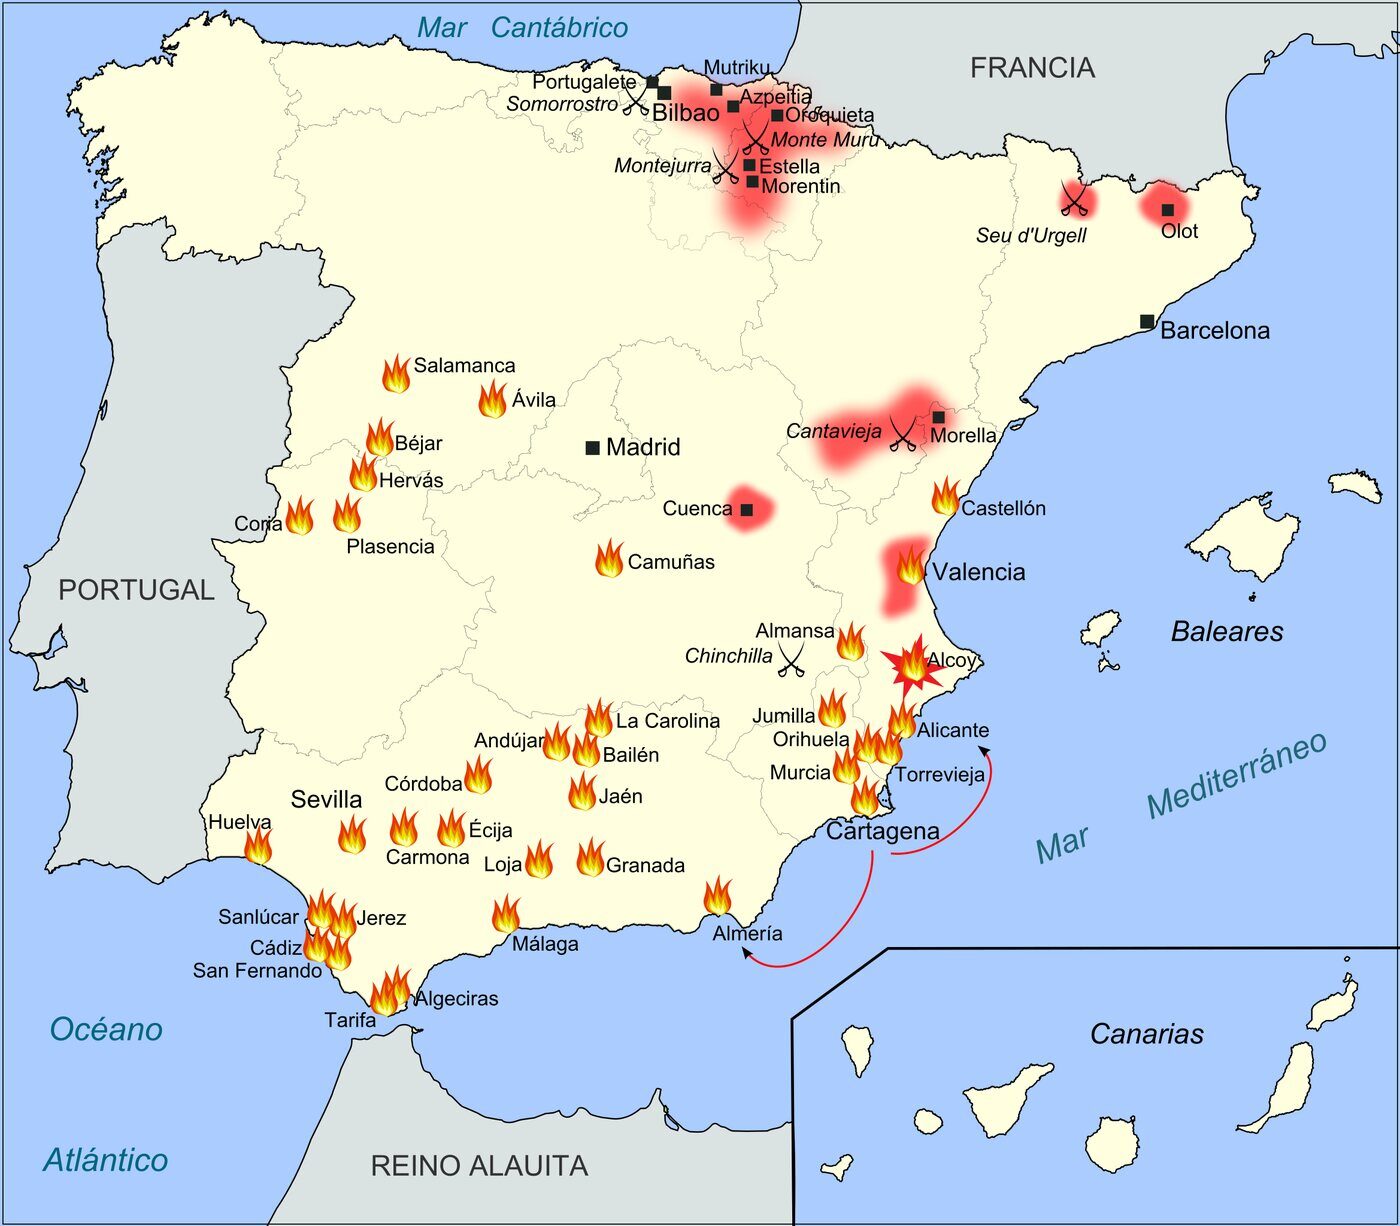 Mar Cantábrico
FRANCIA
Mutriku
Portugalete
Azpeitia
Somorrostro
Bilbao
Oroquieta
Monte Muru
Montejurra
Estella
Morentin
Seu d'Urgell
Olot
Barcelona
Salamanca
Ávila
Béjar
Madrid
Cantavieja
Morella
Hervás
Coria
Plasencia
Cuenca
Castellón
Camuñas
Valencia
PORTUGAL
Baleares
Almansa
Chinchilla
Alcoy
Jumilla
La Carolina
Alicante
Andújar
Orihuela
Bailén
Murcia
Torrevieja
Córdoba
Jaén
Sevilla
Mar Mediterráneo
Huelva
Écija
Cartagena
Carmona
Loja
Granada
Sanlúcar
Jerez
Almería
Málaga
Cádiz
San Fernando
Algeciras
Tarifa
Océano
Atlántico
Canarias
REINO ALAUITA